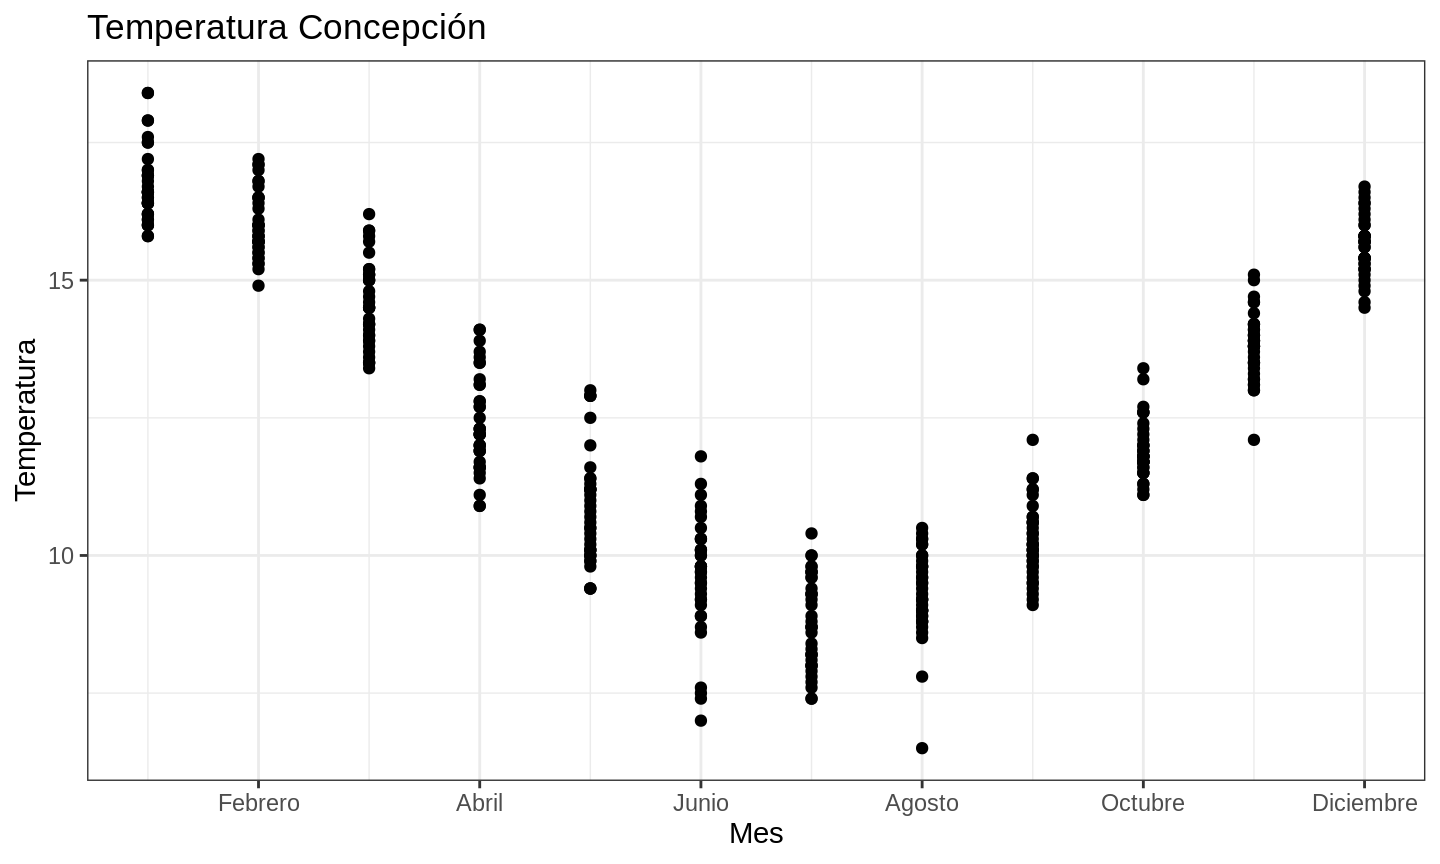 Temperatura Concepción
Temperatura
15
10
Febrero Abril Junio Agosto Octubre Diciembre
Mes